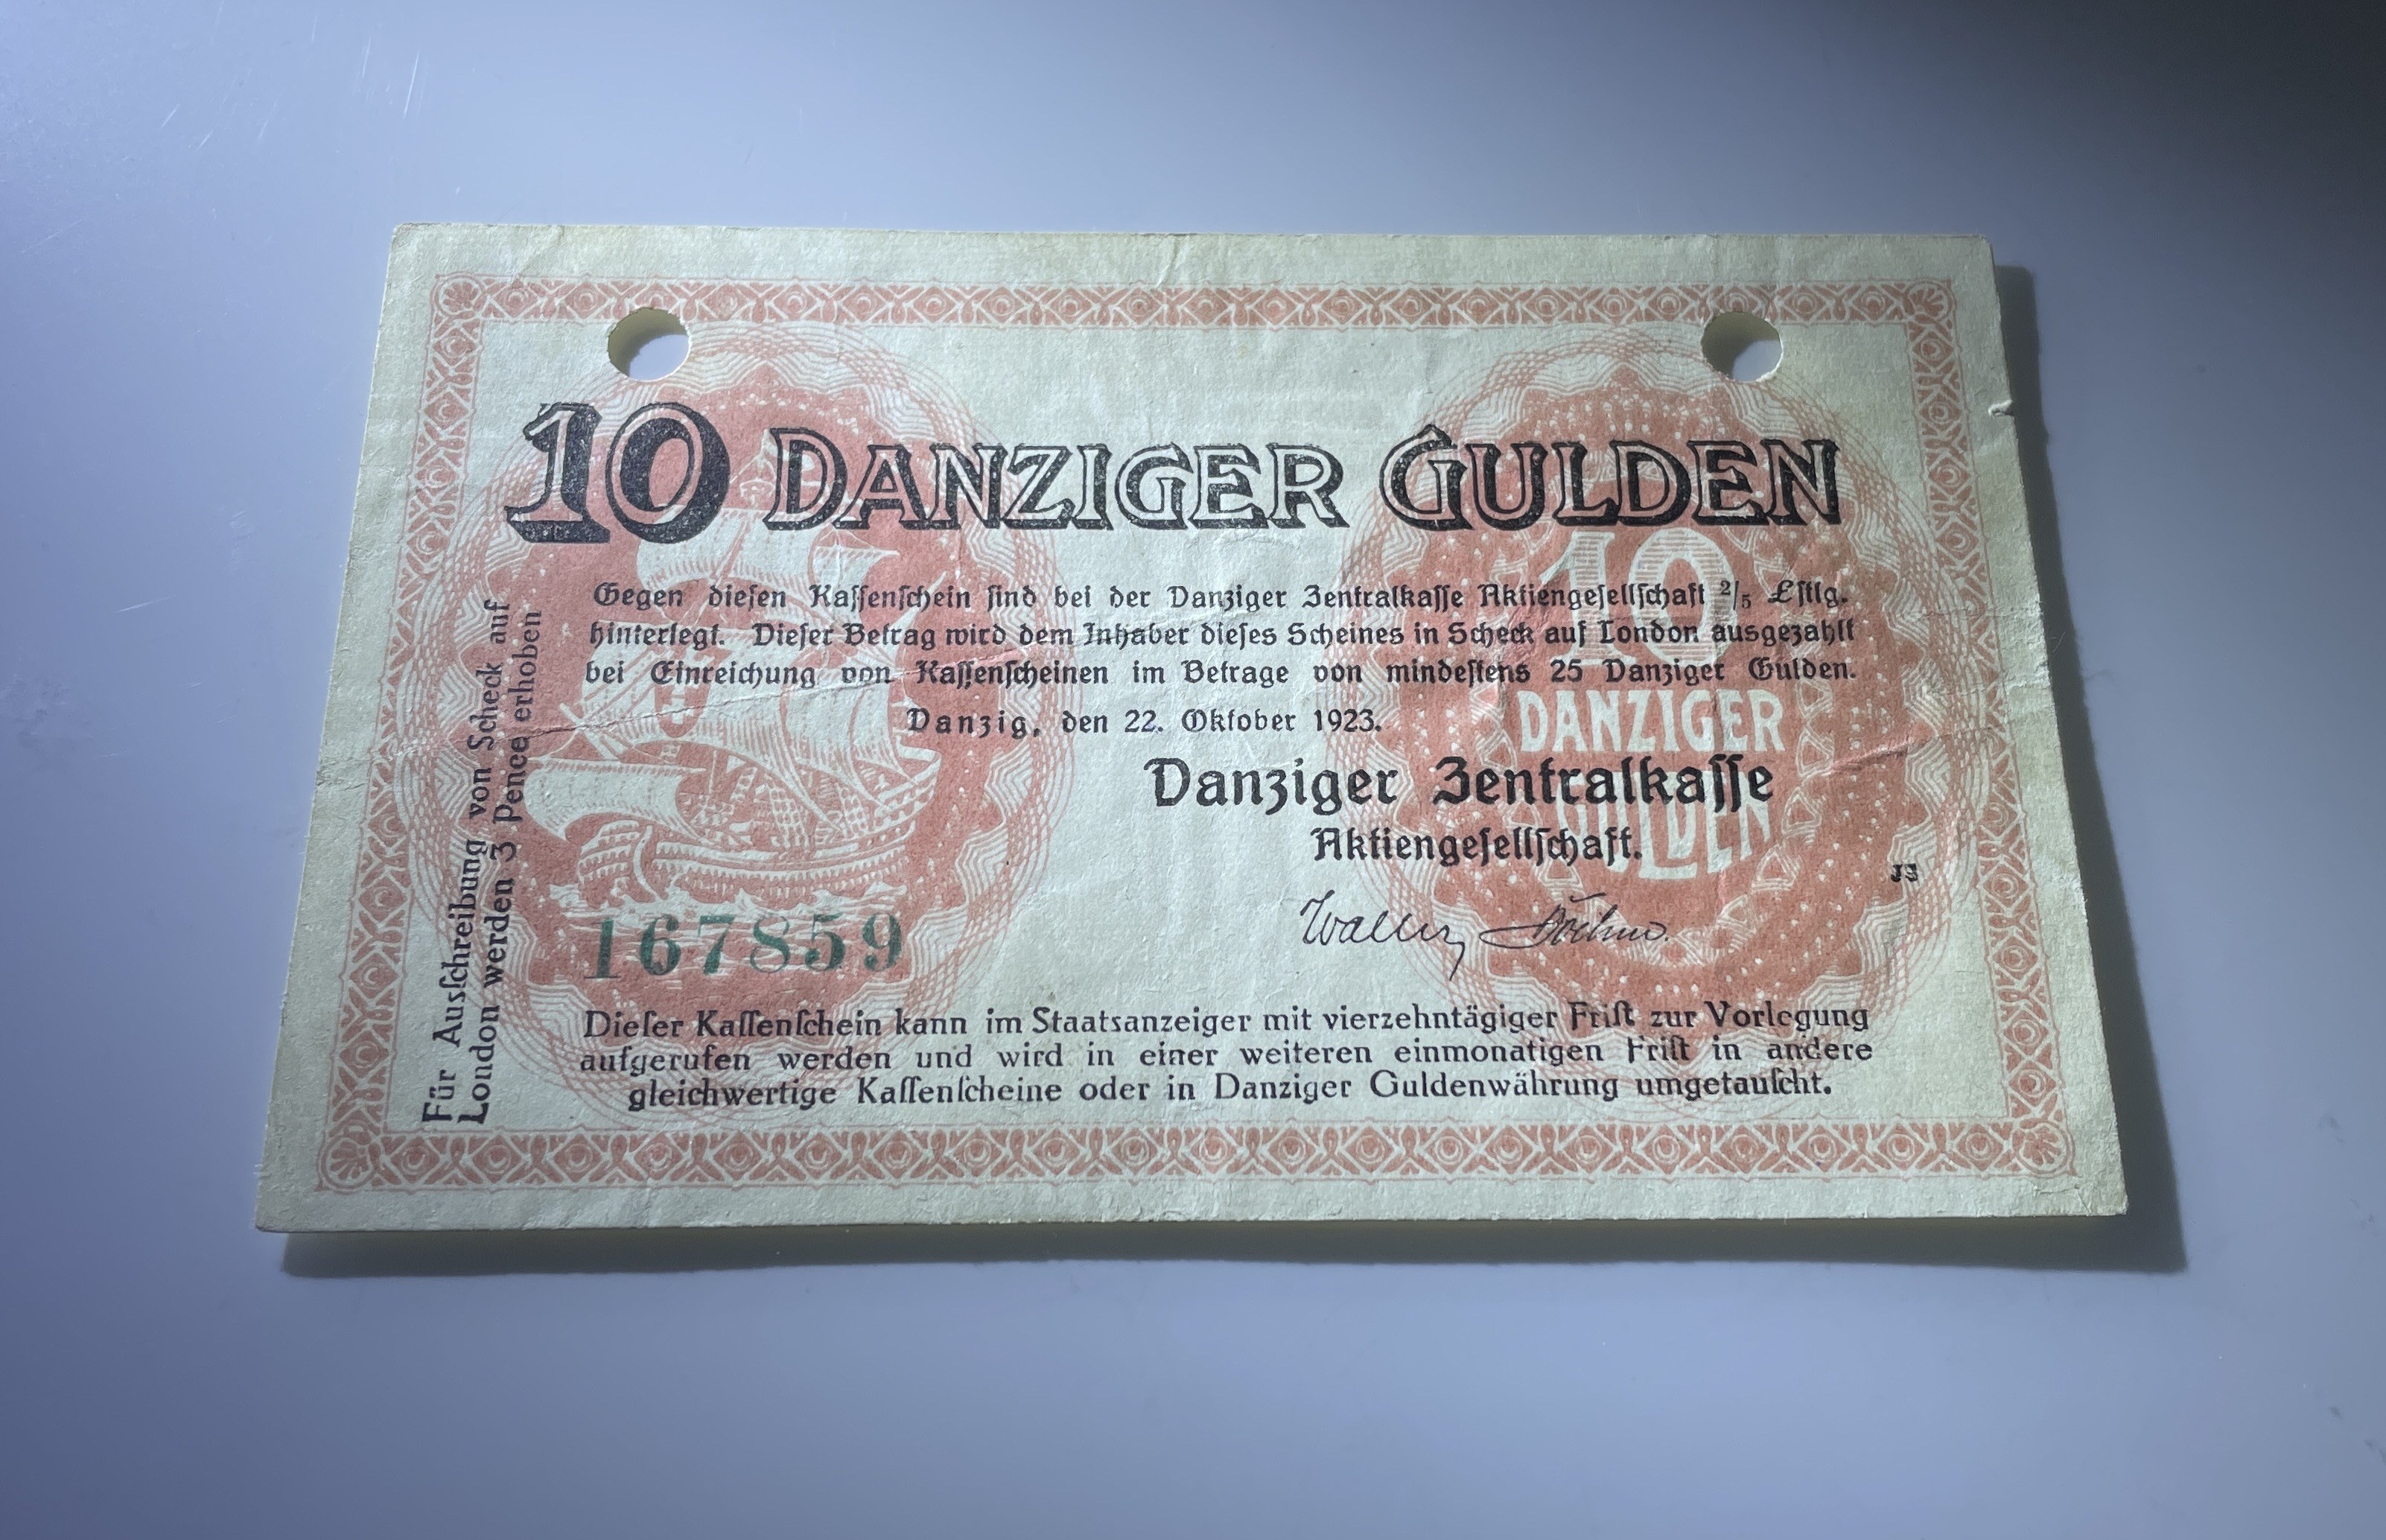 10 DANZIGER GULDEN
Gegen dieſen Kaſſenſchein ſind bei der Danziger Zentralkaſſe Aktiengeſellſchaft ²/₅ £ſtlg.
hinterlegt. Dieſer Betrag wird dem Inhaber dieſes Scheines in Scheck auf London ausgezahlt
bei Einreichung von Kaſſenſcheinen im Betrage von mindeſtens 25 Danziger Gulden.
Danzig, den 22. Oktober 1923.
Danziger Zentralkaſſe
Aktiengeſellſchaft.
JS
167859
Dieſer Kaſſenſchein kann im Staatsanzeiger mit vierzehntägiger Friſt zur Vorlegung
aufgerufen werden und wird in einer weiteren einmonatigen Friſt in andere
gleichwertige Kaſſenſcheine oder in Danziger Guldenwährung umgetauſcht.
Für Ausſchreibung von Scheck auf
London werden 3 Pence erhoben
10
DANZIGER
GULDEN